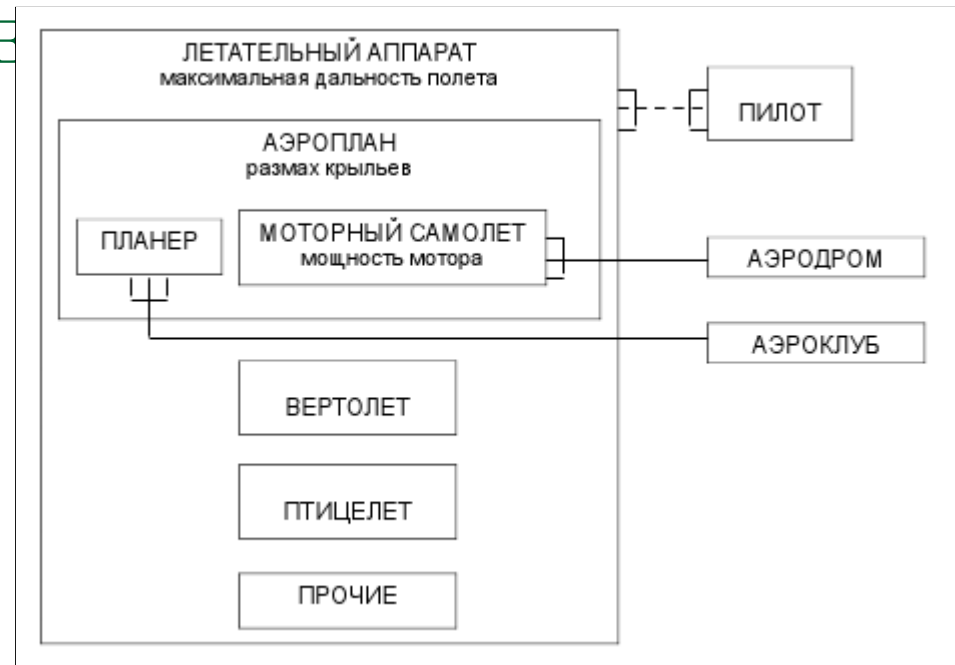 ЛЕТАТЕЛЬНЫЙ АППАРАТ
максимальная дальность полета
ПИЛОТ
АЭРОПЛАН
размах крыльев
ПЛАНЕР
МОТОРНЫЙ САМОЛЕТ
мощность мотора
АЭРОДРОМ
АЭРОКЛУБ
ВЕРТОЛЕТ
ПТИЦЕЛЕТ
ПРОЧИЕ